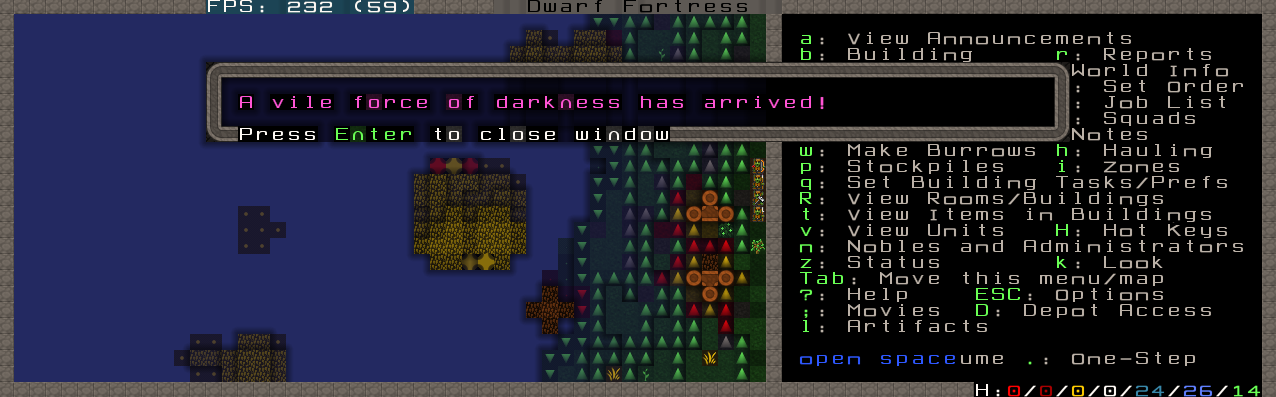 FPS: 232 (59)
Dwarf Fortress
a: View Announcements
b: Building r: Reports
World Info
A vile force of darkness has arrived!
: Set Order
: Job List
: Squads
Press Enter to close window
Notes
w: Make Burrows h: Hauling
p: Stockpiles i: Zones
q: Set Building Tasks/Prefs
R: View Rooms/Buildings
t: View Items in Buildings
v: View Units H: Hot Keys
n: Nobles and Administrators
z: Status k: Look
Tab: Move this menu/map
?: Help ESC: Options
;: Movies D: Depot Access
l: Artifacts
open spaceume .: One-Step
H:0/0/0/0/24/26/14